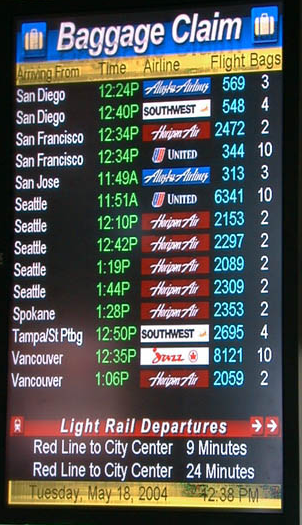 Baggage Claim
Arriving From Time Airline Flight Bags
San Diego 12:24P Alaska Airlines 569 3
San Diego 12:40P SOUTHWEST 548 4
San Francisco 12:34P Horizon Air 2472 2
San Francisco 12:34P UNITED 344 10
San Jose 11:49A Alaska Airlines 313 3
Seattle 11:51A UNITED 6341 10
Seattle 12:10P Horizon Air 2153 2
Seattle 12:42P Horizon Air 2297 2
Seattle 1:19P Horizon Air 2089 2
Seattle 1:44P Horizon Air 2309 2
Spokane 1:28P Horizon Air 2353 2
Tampa/St Ptbg 12:50P SOUTHWEST 2695 4
Vancouver 12:35P Jazz 8121 10
Vancouver 1:06P Horizon Air 2059 2
Light Rail Departures
Red Line to City Center 9 Minutes
Red Line to City Center 24 Minutes
Tuesday, May 18, 2004 12:38 PM